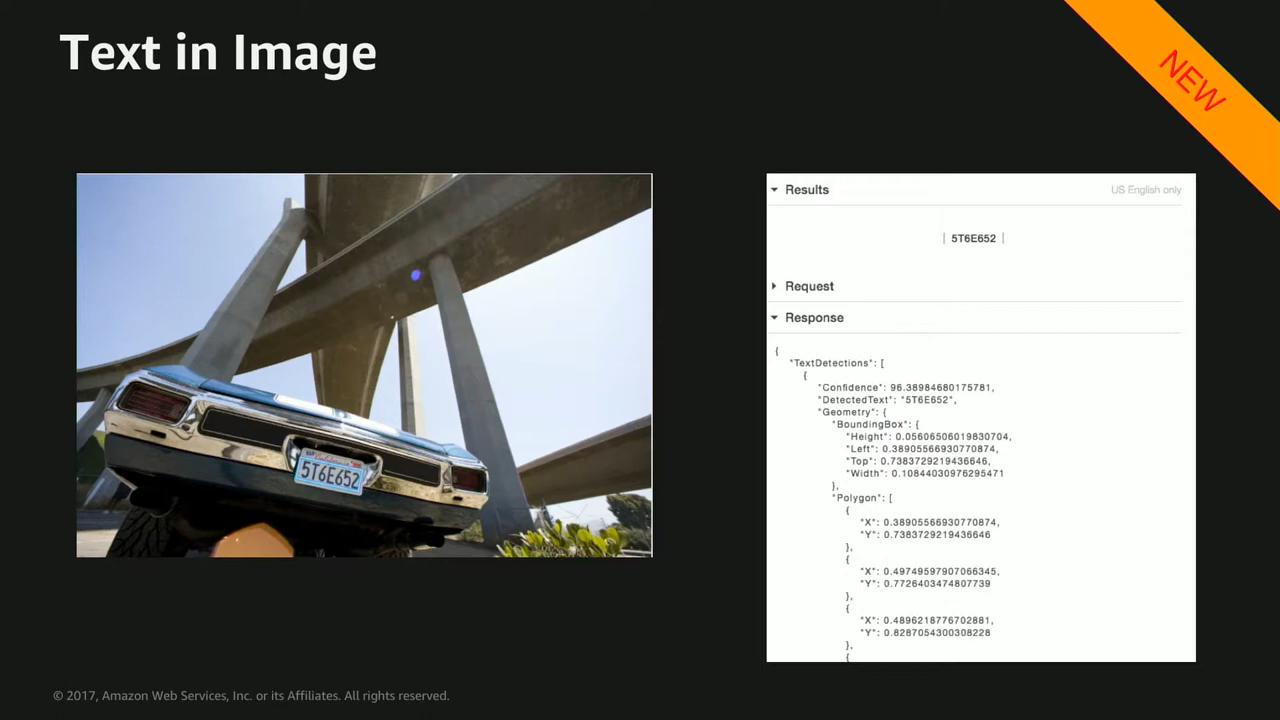 Text in Image
NEW
5T6E652
Results
US English only
| 5T6E652 |
Request
Response
{
"TextDetections": [
{
"Confidence": 96.38984680175781,
"DetectedText": "5T6E652",
"Geometry": {
"BoundingBox": {
"Height": 0.05606506019830704,
"Left": 0.38905566930770874,
"Top": 0.7383729219436646,
"Width": 0.10844030976295471
},
"Polygon": [
{
"X": 0.38905566930770874,
"Y": 0.7383729219436646
},
{
"X": 0.49749597907066345,
"Y": 0.7726403474807739
},
{
"X": 0.4896218776702881,
"Y": 0.8287054300308228
},
{
© 2017, Amazon Web Services, Inc. or its Affiliates. All rights reserved.